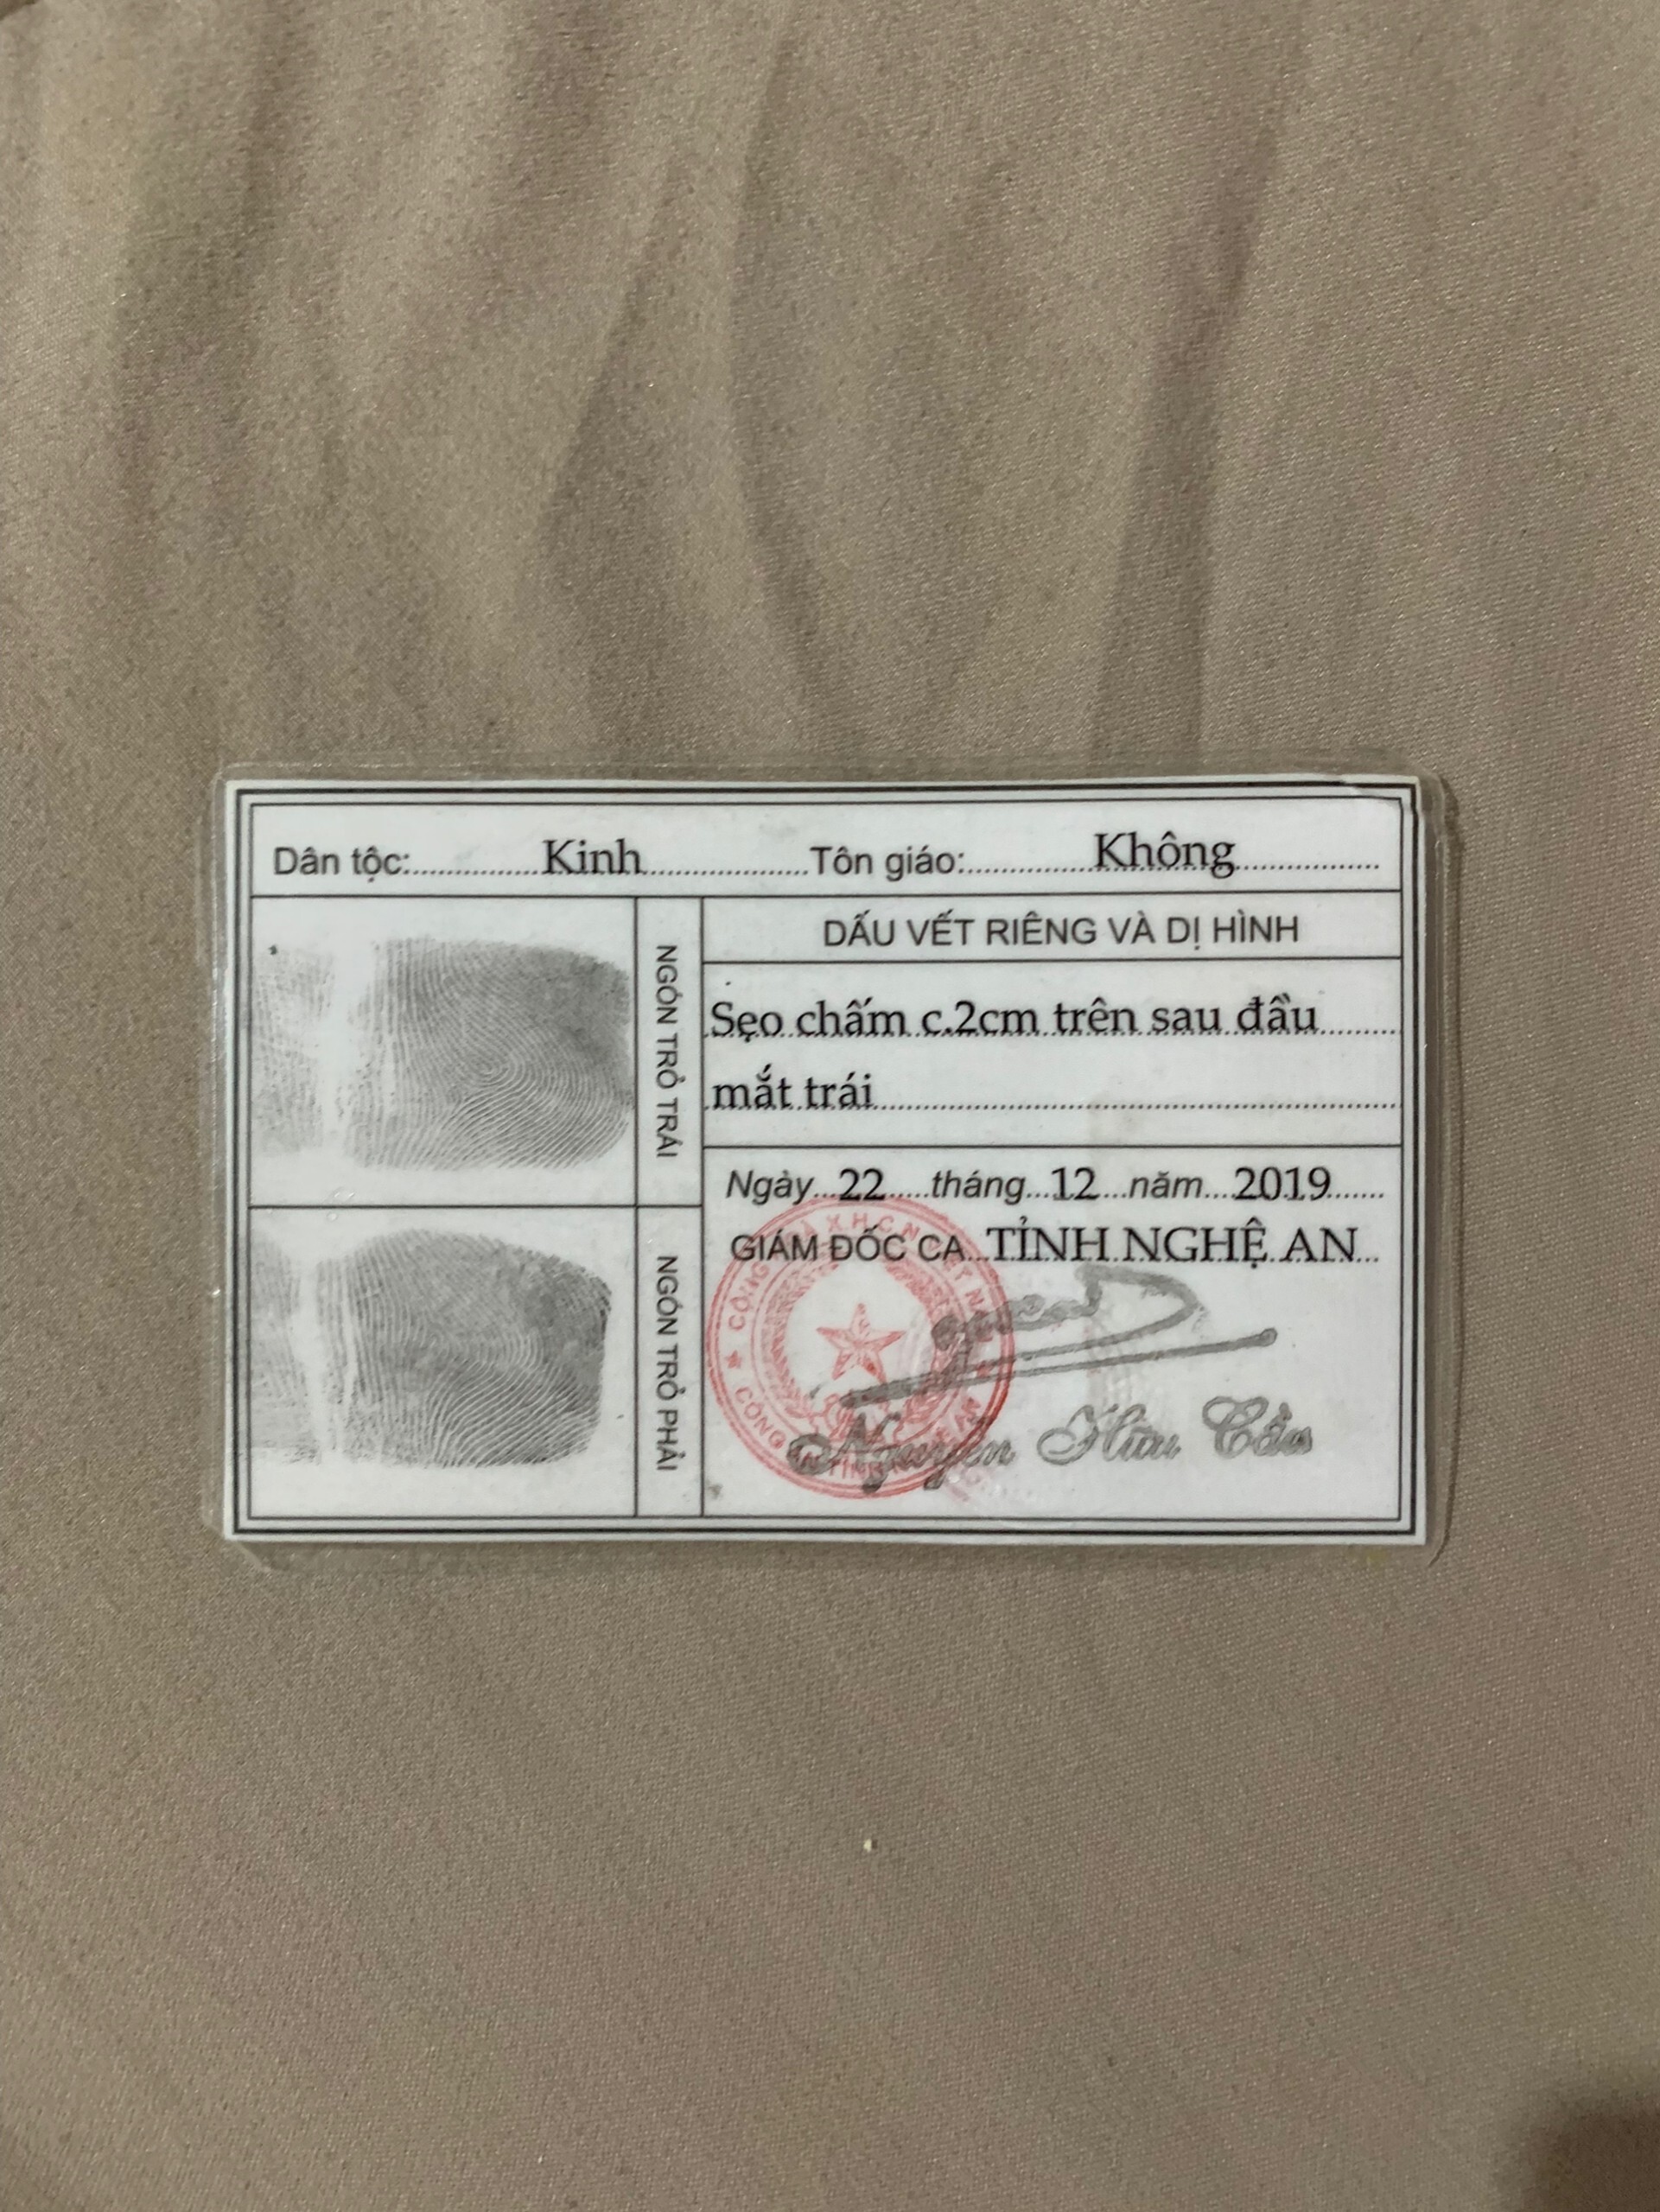 Dân tộc: Kinh Tôn giáo: Không
NGÓN TRỎ TRÁI
DẤU VẾT RIÊNG VÀ DỊ HÌNH
Sẹo chấm c.2cm trên sau đầu
mắt trái
Ngày 22 tháng 12 năm 2019
GIÁM ĐỐC CA TỈNH NGHỆ AN
NGÓN TRỎ PHẢI
Nguyễn Hữu Cầu